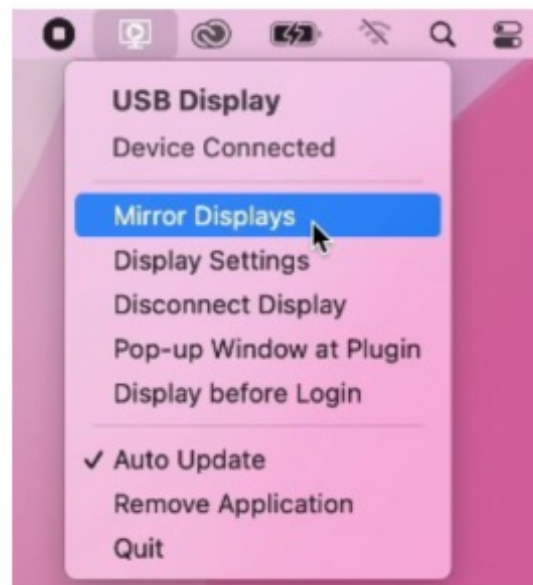 USB Display
Device Connected
Mirror Displays
Display Settings
Disconnect Display
Pop-up Window at Plugin
Display before Login
✓ Auto Update
Remove Application
Quit